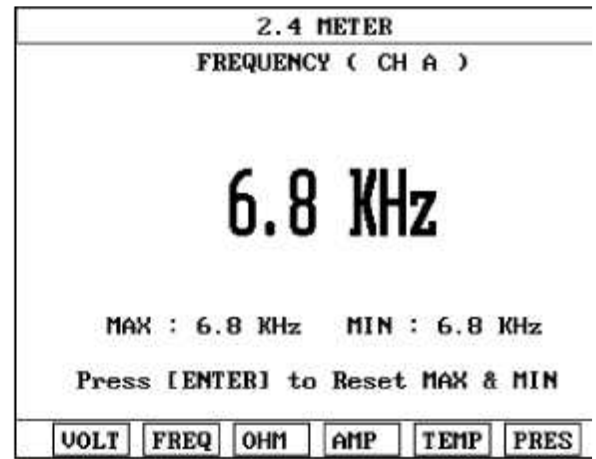 2.4 METER
FREQUENCY ( CH A )
6.8 KHz
MAX : 6.8 KHz MIN : 6.8 KHz
Press [ENTER] to Reset MAX & MIN
VOLT FREQ OHM AMP TEMP PRES